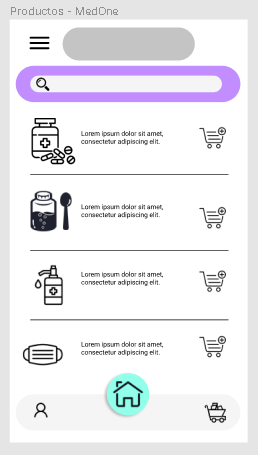 Productos - MedOne
Lorem ipsum dolor sit amet,
consectetur adipiscing elit.
Lorem ipsum dolor sit amet,
consectetur adipiscing elit.
Lorem ipsum dolor sit amet,
consectetur adipiscing elit.
Lorem ipsum dolor sit amet,
consectetur adipiscing elit.